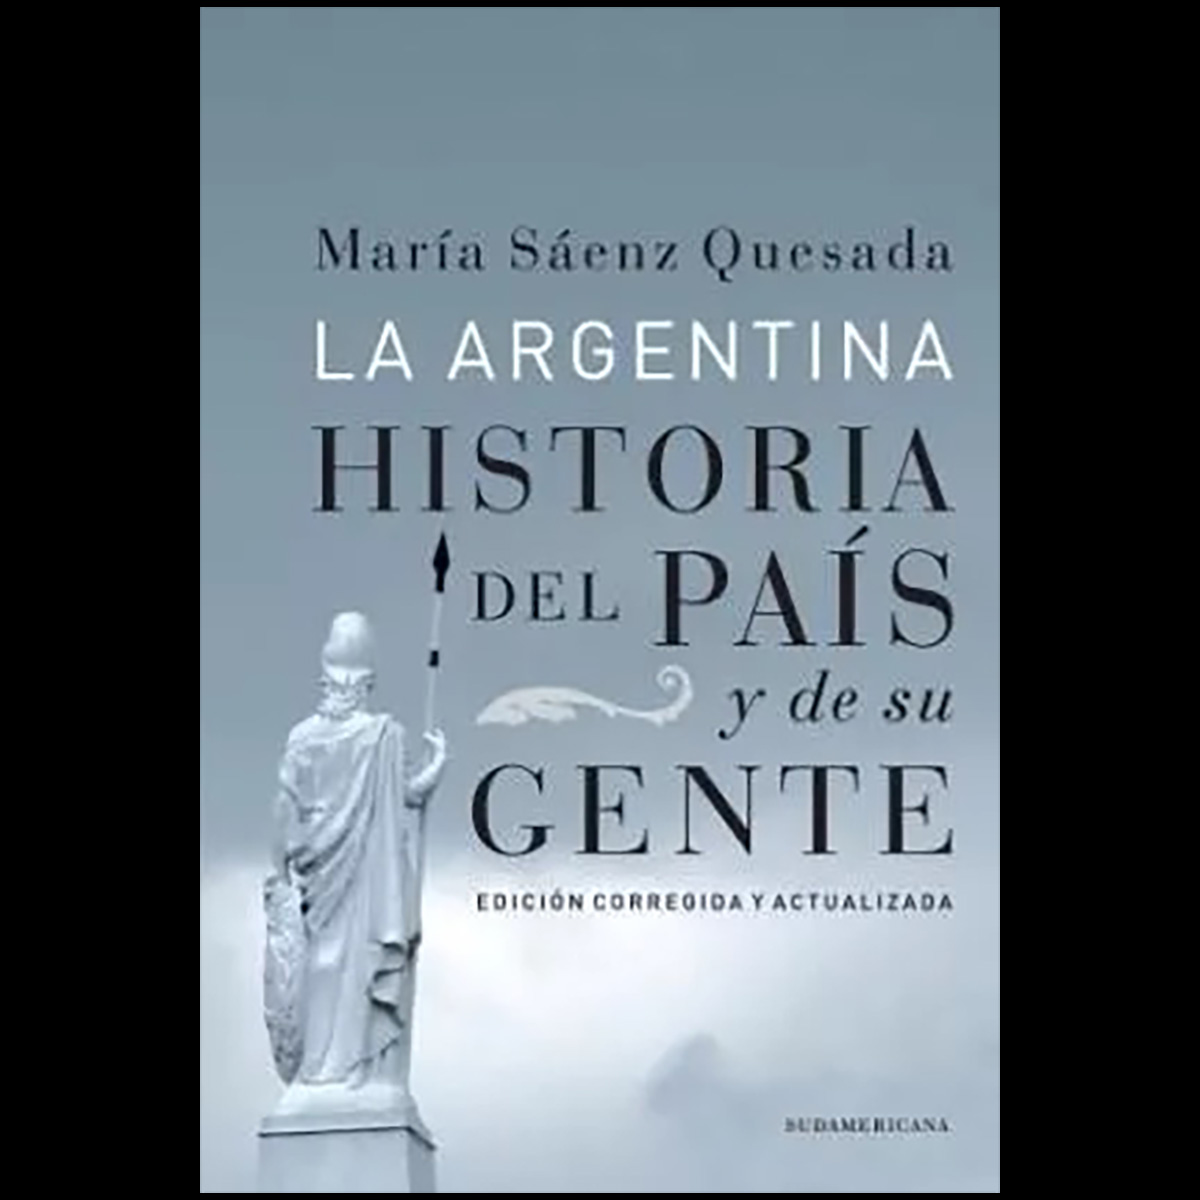 María Sáenz Quesada
LA ARGENTINA
HISTORIA
DEL PAÍS
y de su
GENTE
EDICIÓN CORREGIDA Y ACTUALIZADA
SUDAMERICANA